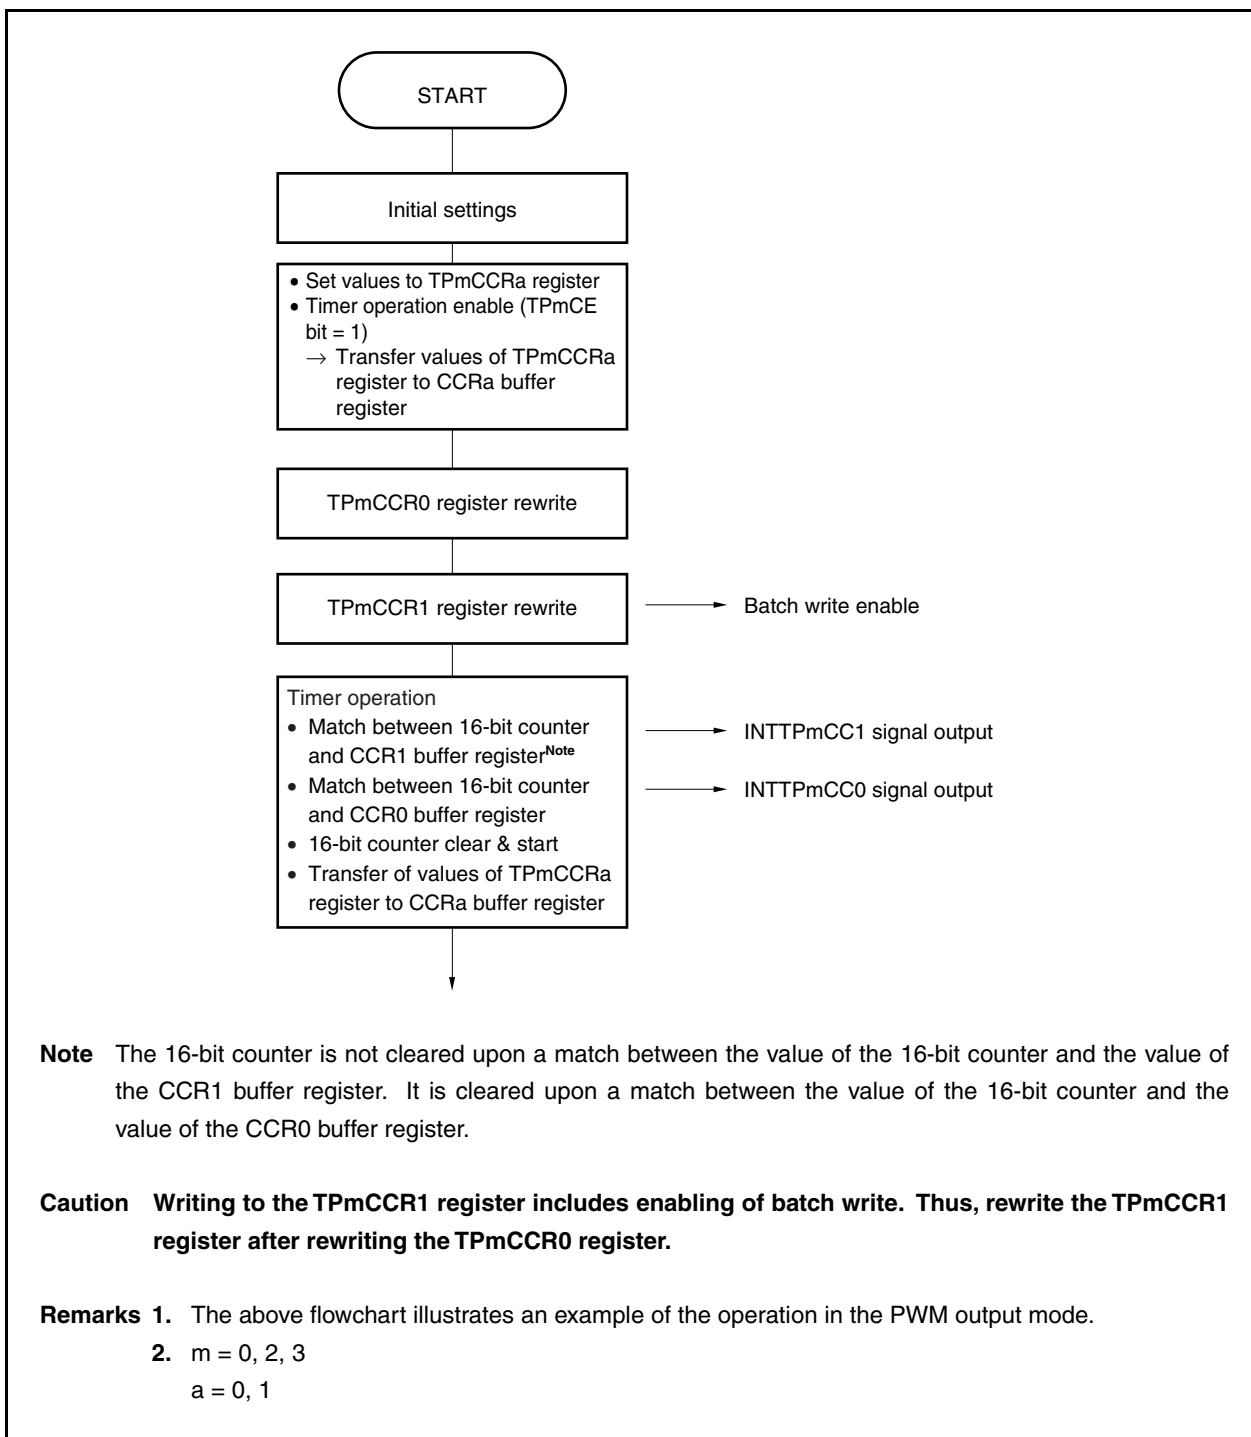 START
Initial settings
• Set values to TPmCCRa register
• Timer operation enable (TPmCE
bit = 1)
→ Transfer values of TPmCCRa
register to CCRa buffer
register
TPmCCR0 register rewrite
TPmCCR1 register rewrite
Batch write enable
Timer operation
• Match between 16-bit counter
and CCR1 buffer registerNote
INTTPmCC1 signal output
• Match between 16-bit counter
and CCR0 buffer register
INTTPmCC0 signal output
• 16-bit counter clear & start
• Transfer of values of TPmCCRa
register to CCRa buffer register
Note The 16-bit counter is not cleared upon a match between the value of the 16-bit counter and the value of
the CCR1 buffer register. It is cleared upon a match between the value of the 16-bit counter and the
value of the CCR0 buffer register.
Caution Writing to the TPmCCR1 register includes enabling of batch write. Thus, rewrite the TPmCCR1
register after rewriting the TPmCCR0 register.
Remarks 1. The above flowchart illustrates an example of the operation in the PWM output mode.
2. m = 0, 2, 3
a = 0, 1